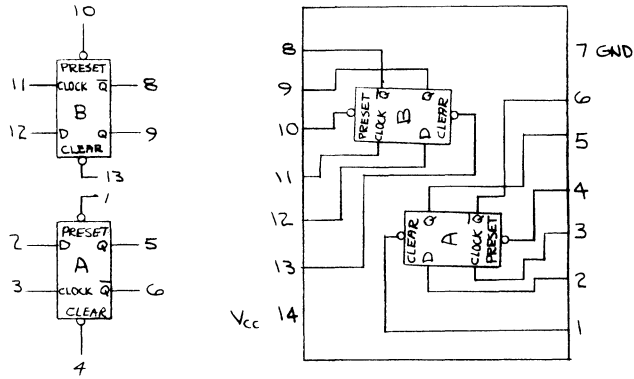 10
PRESET
11 CLOCK Q̅ 8
B
12 D Q 9
CLEAR
13
1
PRESET
2 D Q 5
A
3 CLOCK Q̅ 6
CLEAR
4
8
9
10
11
12
13
Vcc 14
PRESET
CLOCK
Q̅
B
Q
D
CLEAR
CLEAR
Q
D
A
Q̅
CLOCK
PRESET
7 GND
6
5
4
3
2
1